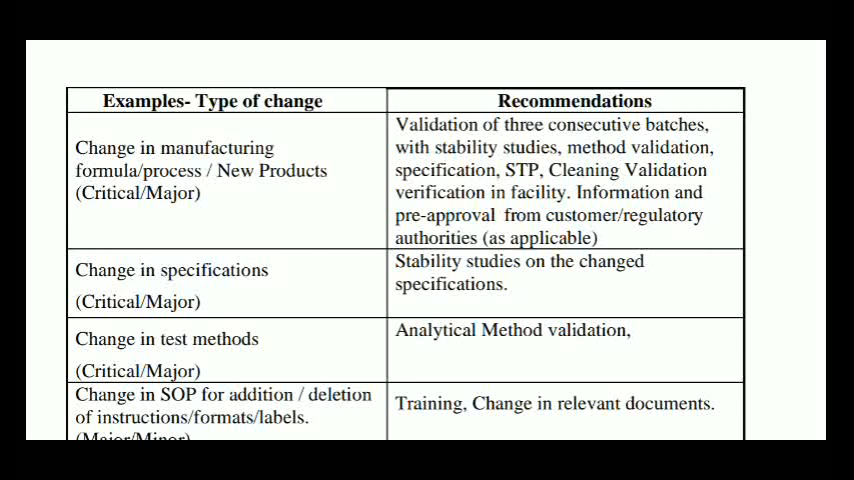 Examples- Type of change
Recommendations
Change in manufacturing
formula/process / New Products
(Critical/Major)
Validation of three consecutive batches,
with stability studies, method validation,
specification, STP, Cleaning Validation
verification in facility. Information and
pre-approval from customer/regulatory
authorities (as applicable)
Change in specifications
(Critical/Major)
Stability studies on the changed
specifications.
Change in test methods
(Critical/Major)
Analytical Method validation,
Change in SOP for addition / deletion
of instructions/formats/labels.
(Major/Minor)
Training, Change in relevant documents.